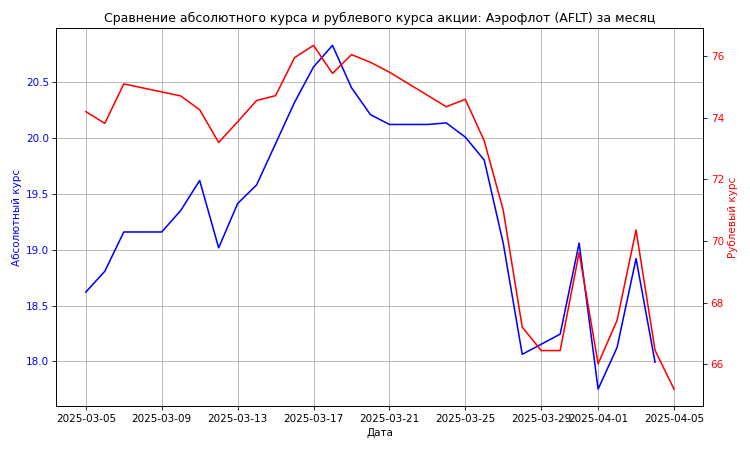 Сравнение абсолютного курса и рублевого курса акции: Аэрофлот (AFLT) за месяц
Абсолютный курс
20.5
20.0
19.5
19.0
18.5
18.0
76
74
72
70
68
66
Рублевый курс
2025-03-05 2025-03-09 2025-03-13 2025-03-17 2025-03-21 2025-03-25 2025-03-29 2025-04-01 2025-04-05
Дата